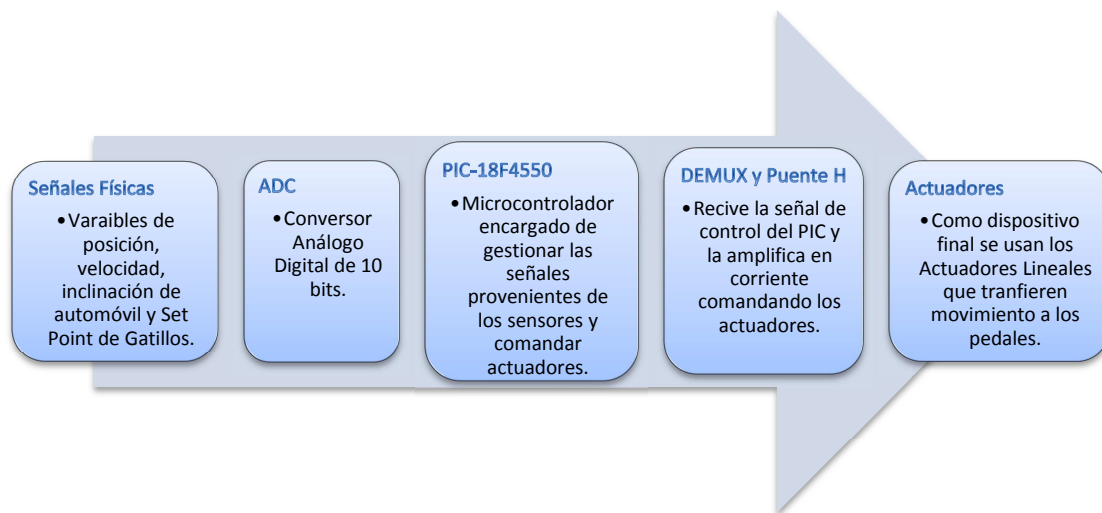 Señales Físicas
•Varaibles de
posición,
velocidad,
inclinación de
automóvil y Set
Point de Gatillos.
ADC
•Conversor
Análogo
Digital de 10
bits.
PIC-18F4550
•Microcontrolador
encargado de
gestionar las
señales
provenientes de
los sensores y
comandar
actuadores.
DEMUX y Puente H
•Recive la señal de
control del PIC y
la amplifica en
corriente
comandando los
actuadores.
Actuadores
•Como dispositivo
final se usan los
Actuadores Lineales
que tranfieren
movimiento a los
pedales.